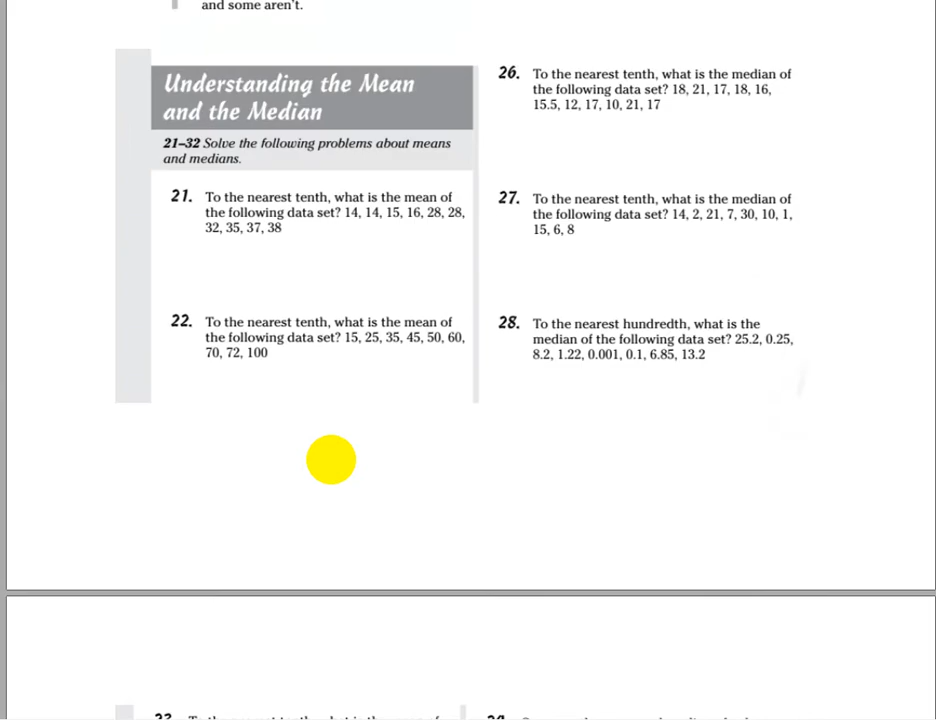 and some aren't.
Understanding the Mean
and the Median
21–32 Solve the following problems about means
and medians.
21. To the nearest tenth, what is the mean of
the following data set? 14, 14, 15, 16, 28, 28,
32, 35, 37, 38
22. To the nearest tenth, what is the mean of
the following data set? 15, 25, 35, 45, 50, 60,
70, 72, 100
26. To the nearest tenth, what is the median of
the following data set? 18, 21, 17, 18, 16,
15.5, 12, 17, 10, 21, 17
27. To the nearest tenth, what is the median of
the following data set? 14, 2, 21, 7, 30, 10, 1,
15, 6, 8
28. To the nearest hundredth, what is the
median of the following data set? 25.2, 0.25,
8.2, 1.22, 0.001, 0.1, 6.85, 13.2